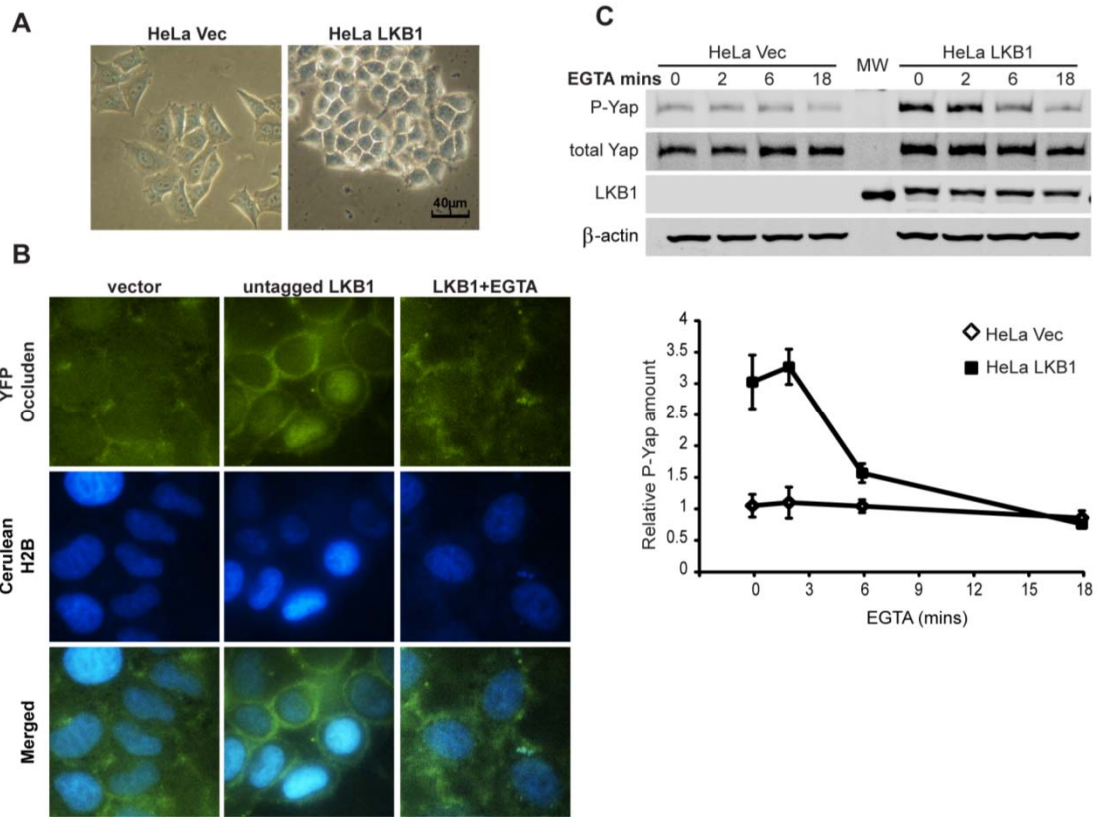 A
HeLa Vec HeLa LKB1
40µm
B
vector untagged LKB1 LKB1+EGTA
YFP
Occluden
Cerulean
H2B
Merged
C
HeLa Vec MW HeLa LKB1
EGTA mins 0 2 6 18 0 2 6 18
P-Yap
total Yap
LKB1
β-actin
4
3.5
3
2.5
2
1.5
1
0.5
0
Relative P-Yap amount
HeLa Vec
HeLa LKB1
0 3 6 9 12 15 18
EGTA (mins)